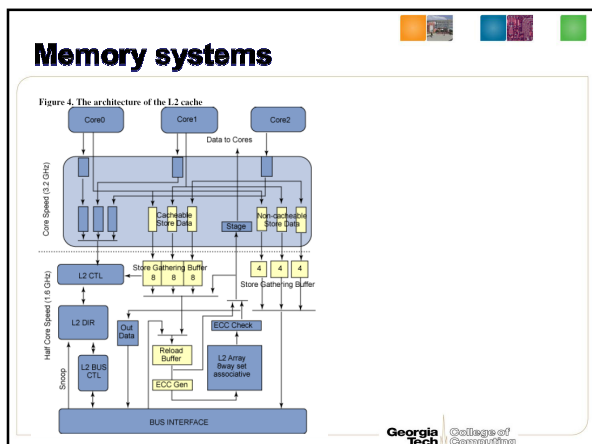 Memory systems
Figure 4. The architecture of the L2 cache
Core0
Core1
Core2
Data to Cores
Core Speed (3.2 GHz)
Cacheable
Store Data
Non-cacheable
Store Data
Stage
Half Core Speed (1.6 GHz)
L2 CTL
Store Gathering Buffer
8
8
8
4
4
4
Store Gathering Buffer
L2 DIR
Out
Data
ECC Check
Reload
Buffer
L2 Array
8way set
associative
L2 BUS
CTL
ECC Gen
Snoop
BUS INTERFACE
Georgia
Tech
College of
Computing